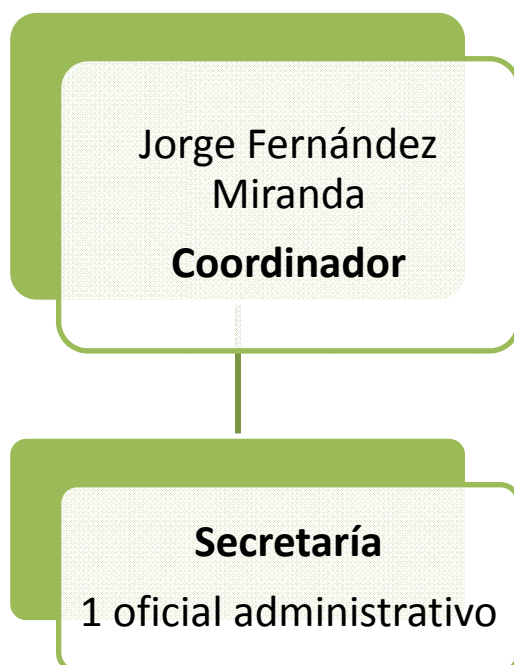 Jorge Fernández
Miranda
Coordinador
Secretaría
1 oficial administrativo